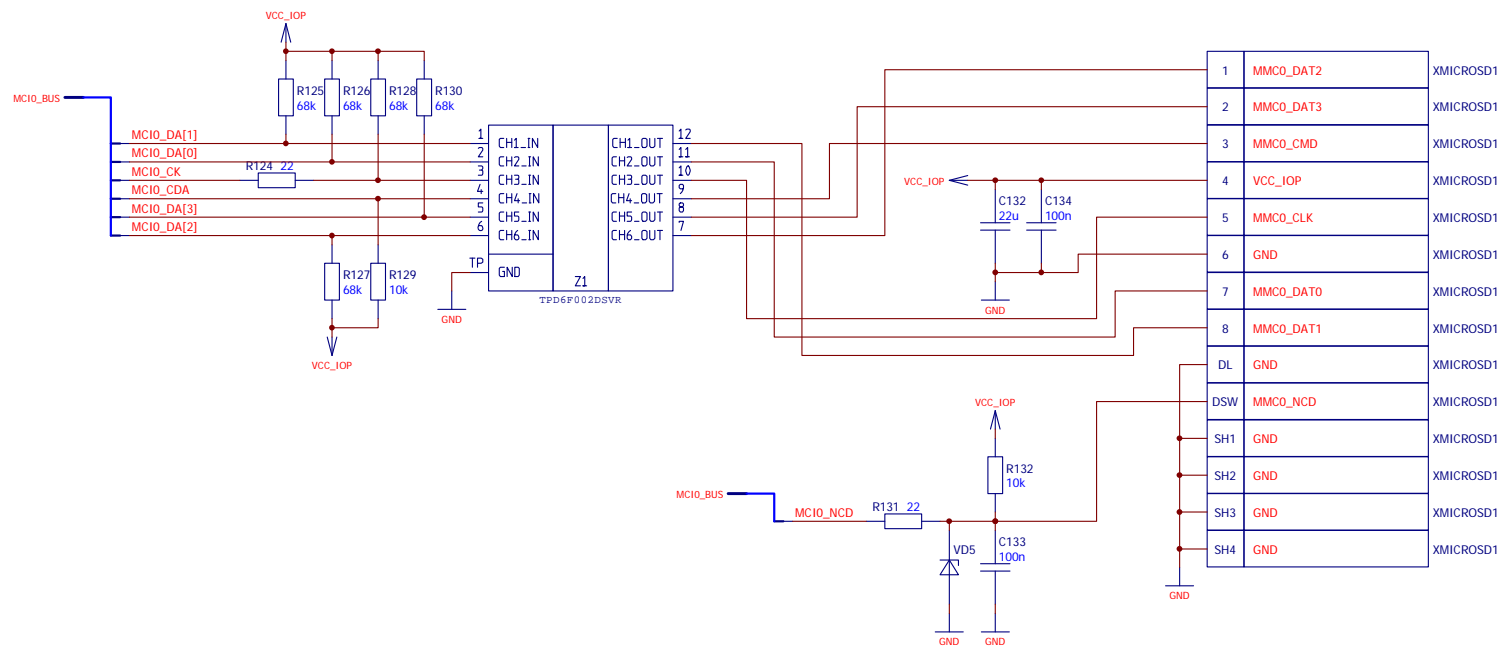 VCC_IOP
MCI0_BUS
R125 68k
R126 68k
R128 68k
R130 68k
MCI0_DA[1]
MCI0_DA[0]
R124 22
MCI0_CK
MCI0_CDA
MCI0_DA[3]
MCI0_DA[2]
R127 68k
R129 10k
VCC_IOP
1 CH1_IN CH1_OUT 12
2 CH2_IN CH2_OUT 11
3 CH3_IN CH3_OUT 10
4 CH4_IN CH4_OUT 9
5 CH5_IN CH5_OUT 8
6 CH6_IN CH6_OUT 7
TP GND
Z1
TPD6F002DSVR
GND
VCC_IOP
C132 22u
C134 100n
GND
1 MMC0_DAT2 XMICROSD1
2 MMC0_DAT3 XMICROSD1
3 MMC0_CMD XMICROSD1
4 VCC_IOP XMICROSD1
5 MMC0_CLK XMICROSD1
6 GND XMICROSD1
7 MMC0_DAT0 XMICROSD1
8 MMC0_DAT1 XMICROSD1
DL GND XMICROSD1
DSW MMC0_NCD XMICROSD1
SH1 GND XMICROSD1
SH2 GND XMICROSD1
SH3 GND XMICROSD1
SH4 GND XMICROSD1
GND
VCC_IOP
R132 10k
MCI0_BUS
MCI0_NCD
R131 22
VD5
C133 100n
GND
GND